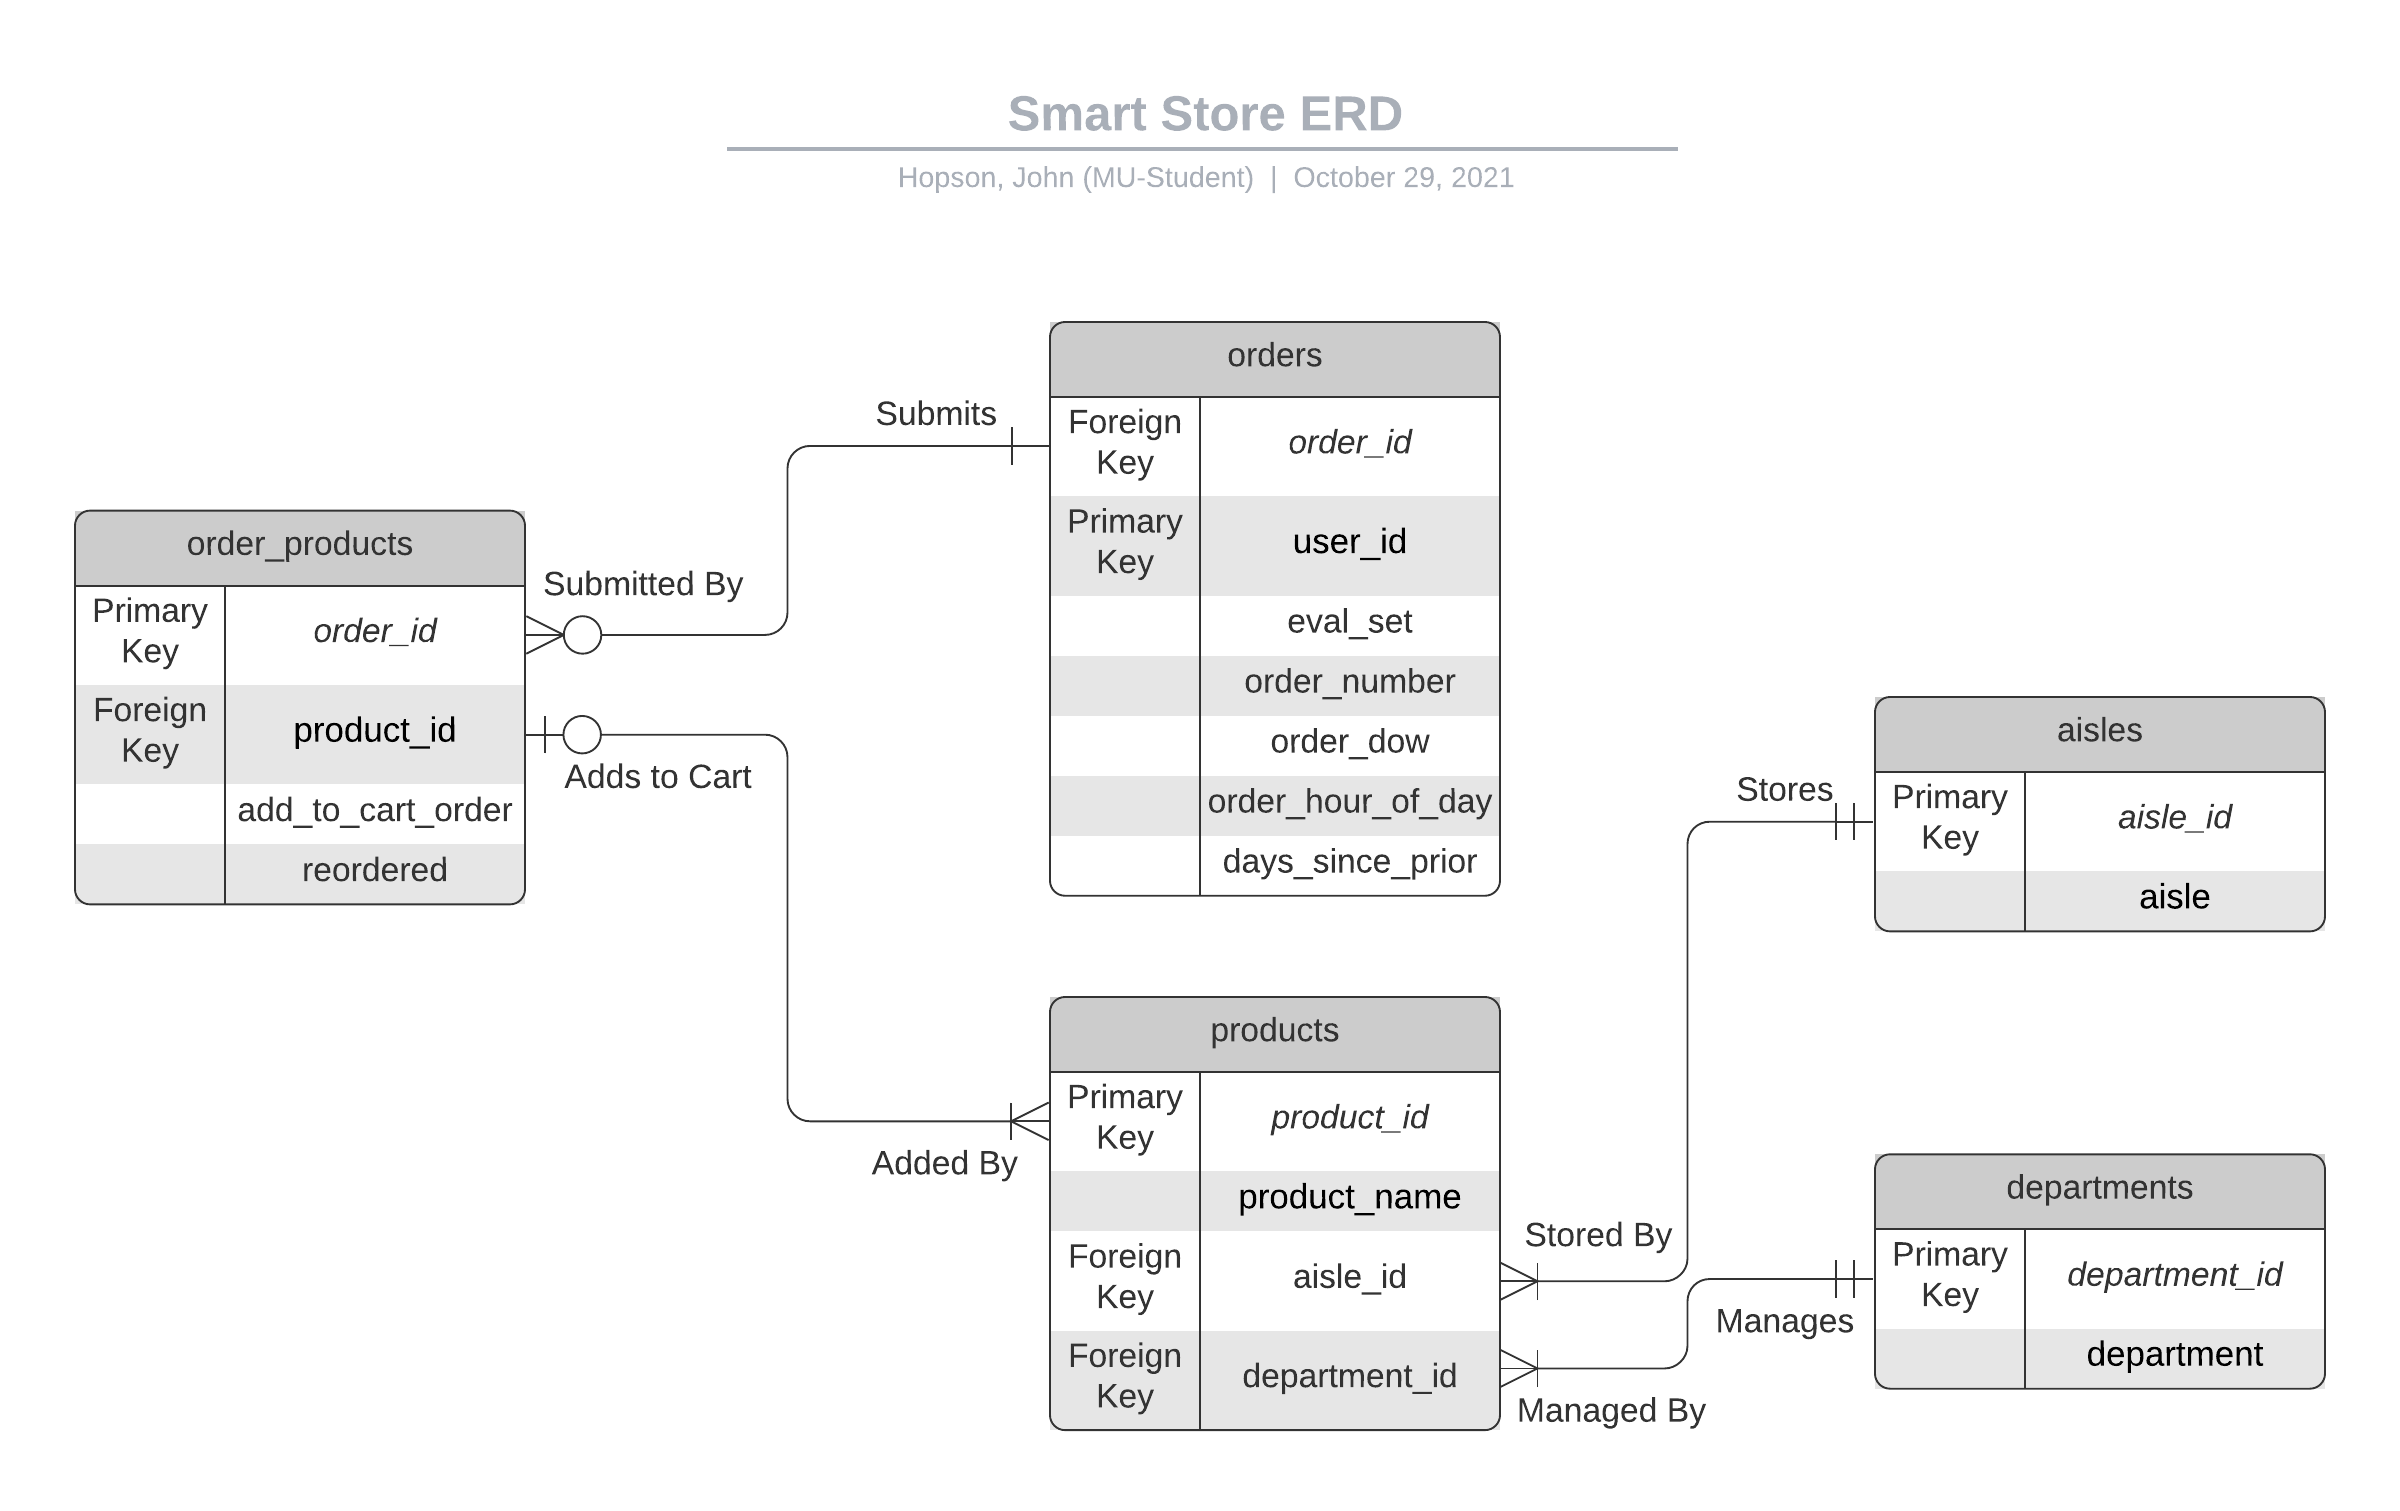 Smart Store ERD
Hopson, John (MU-Student) | October 29, 2021
orders
Foreign
Key
order_id
Primary
Key
user_id
eval_set
order_number
order_dow
order_hour_of_day
days_since_prior
Submits
order_products
Primary
Key
order_id
Foreign
Key
product_id
add_to_cart_order
reordered
Submitted By
Adds to Cart
Added By
products
Primary
Key
product_id
product_name
Foreign
Key
aisle_id
Foreign
Key
department_id
Stores
Stored By
Manages
Managed By
aisles
Primary
Key
aisle_id
aisle
departments
Primary
Key
department_id
department